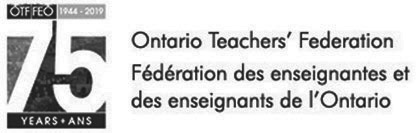 OTF FEO 1944 - 2019
75
YEARS • ANS
Ontario Teachers' Federation
Fédération des enseignantes et
des enseignants de l'Ontario